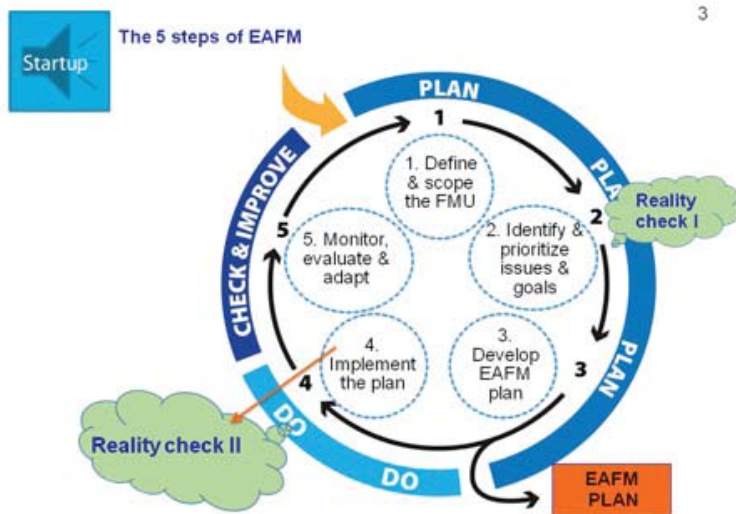 3
Startup
The 5 steps of EAFM
PLAN
1
1. Define
& scope
the FMU
PLAN
2
Reality
check I
2. Identify &
prioritize
issues &
goals
PLAN
3
3.
Develop
EAFM
plan
EAFM
PLAN
DO
DO
4
4.
Implement
the plan
Reality check II
CHECK & IMPROVE
5
5. Monitor,
evaluate &
adapt